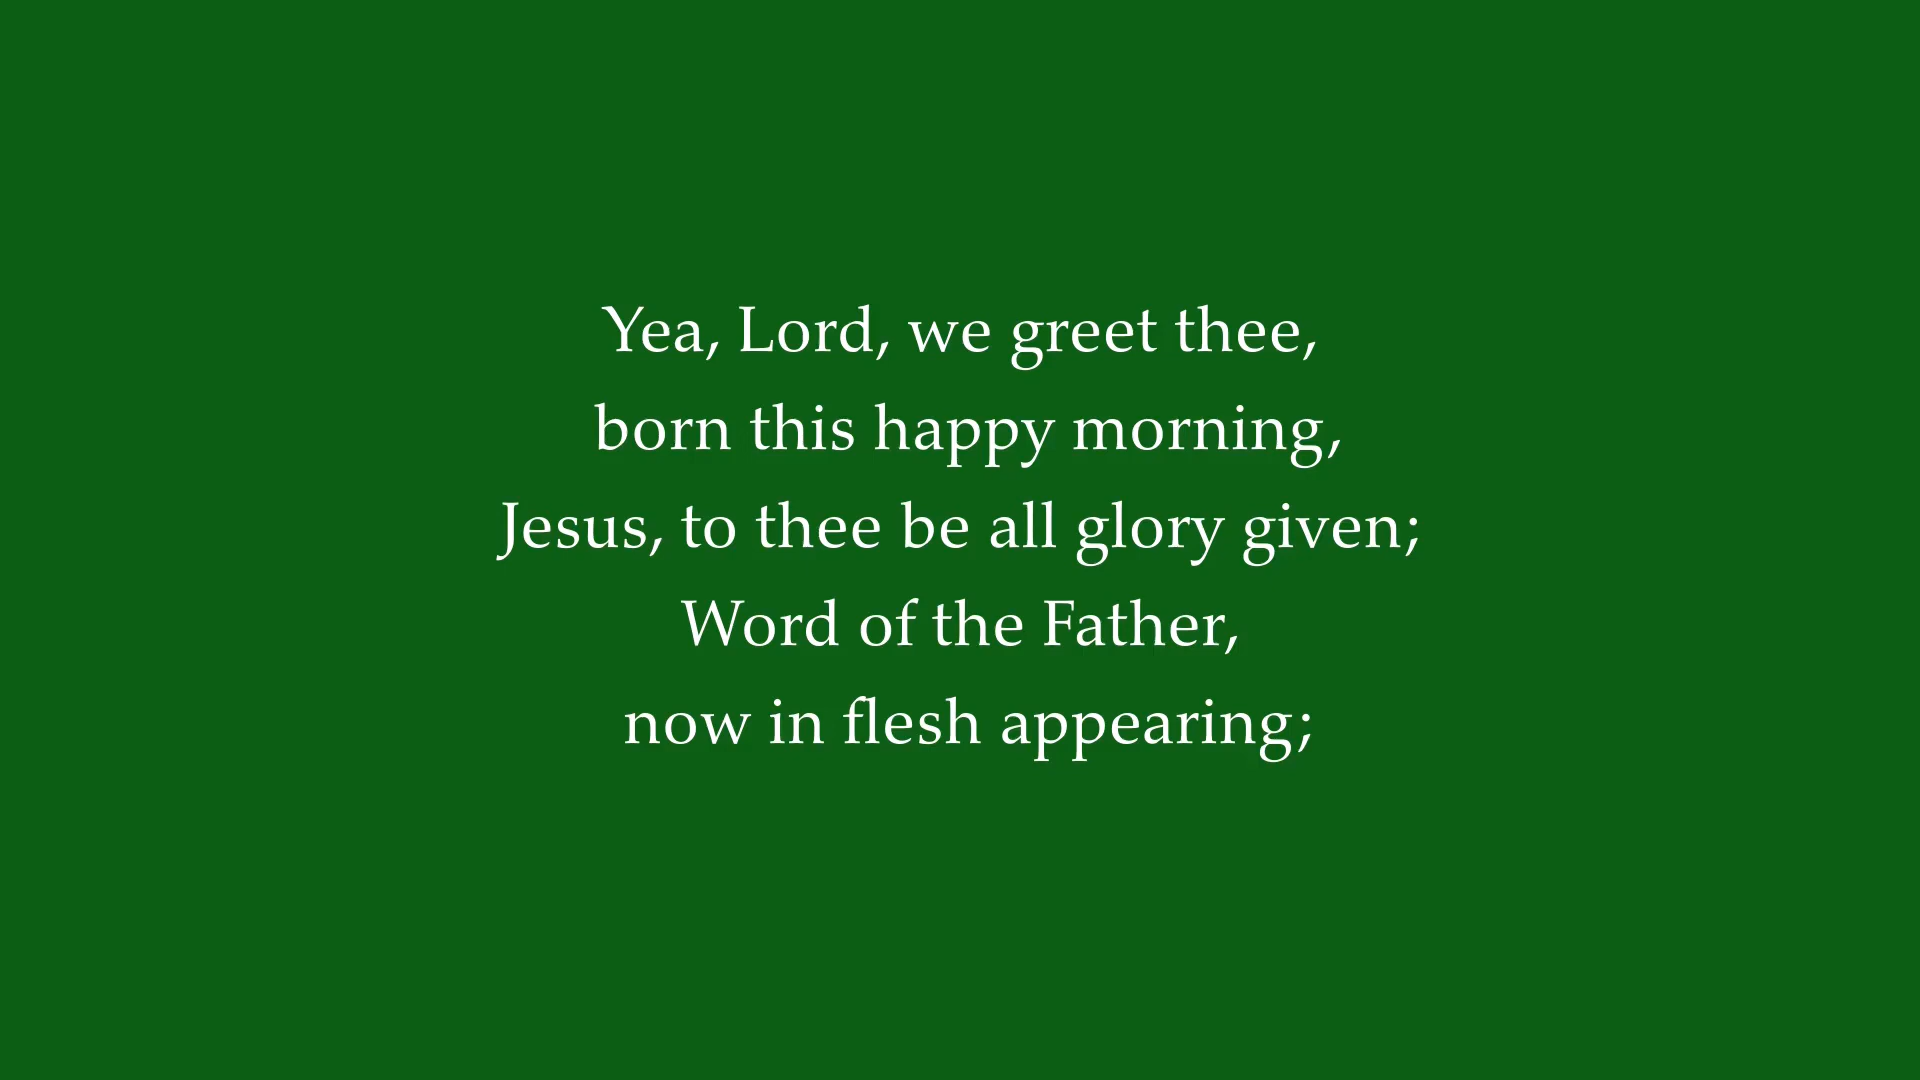 Yea, Lord, we greet thee,
born this happy morning,
Jesus, to thee be all glory given;
Word of the Father,
now in flesh appearing;